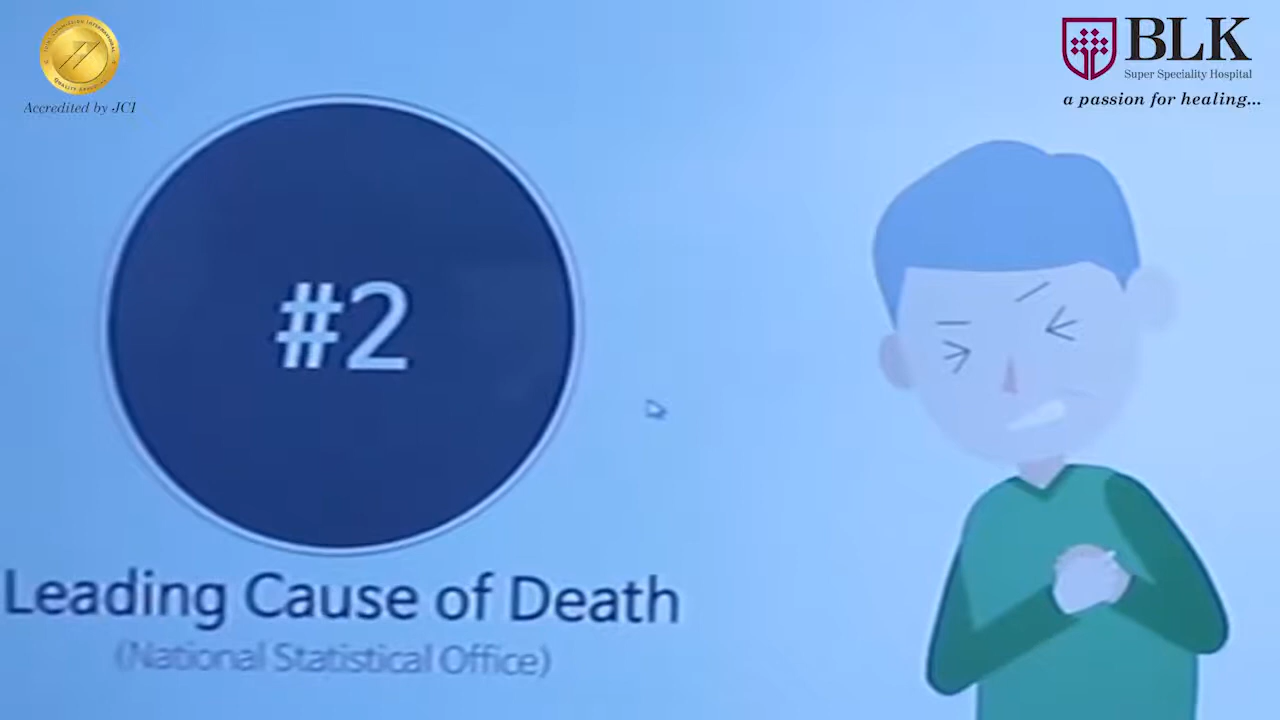 Accredited by JCI
BLK
Super Speciality Hospital
a passion for healing...
#2
Leading Cause of Death
(National Statistical Office)